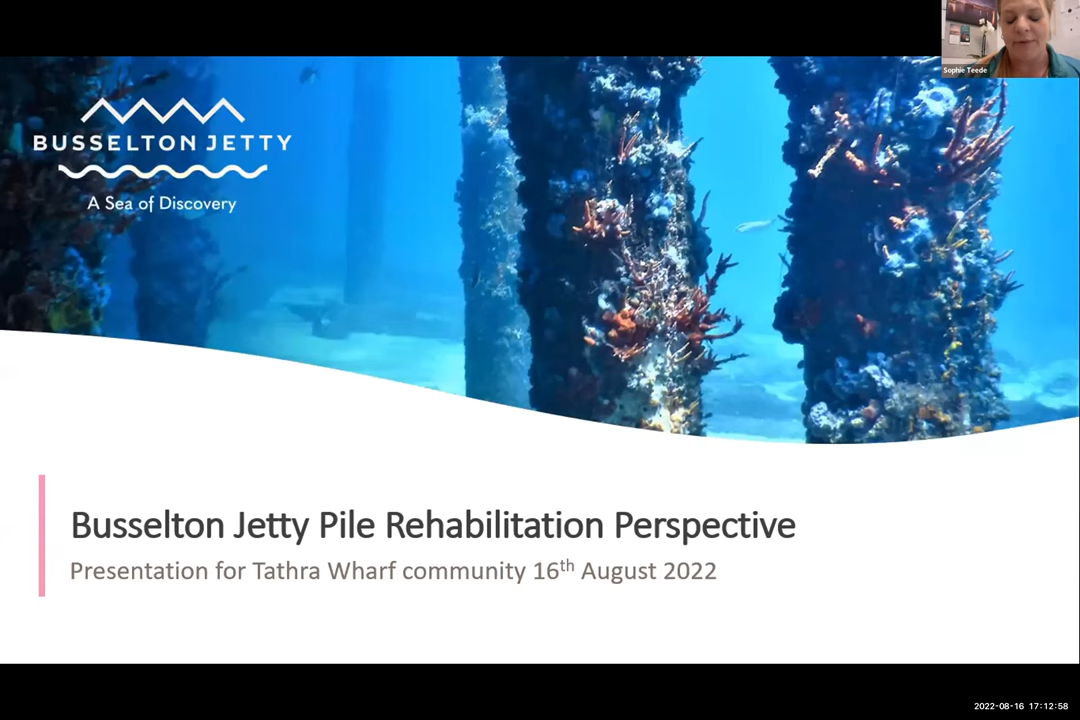 Sophie Teede
BUSSELTON JETTY
A Sea of Discovery
Busselton Jetty Pile Rehabilitation Perspective
Presentation for Tathra Wharf community 16th August 2022
2022-08-16 17:12:58